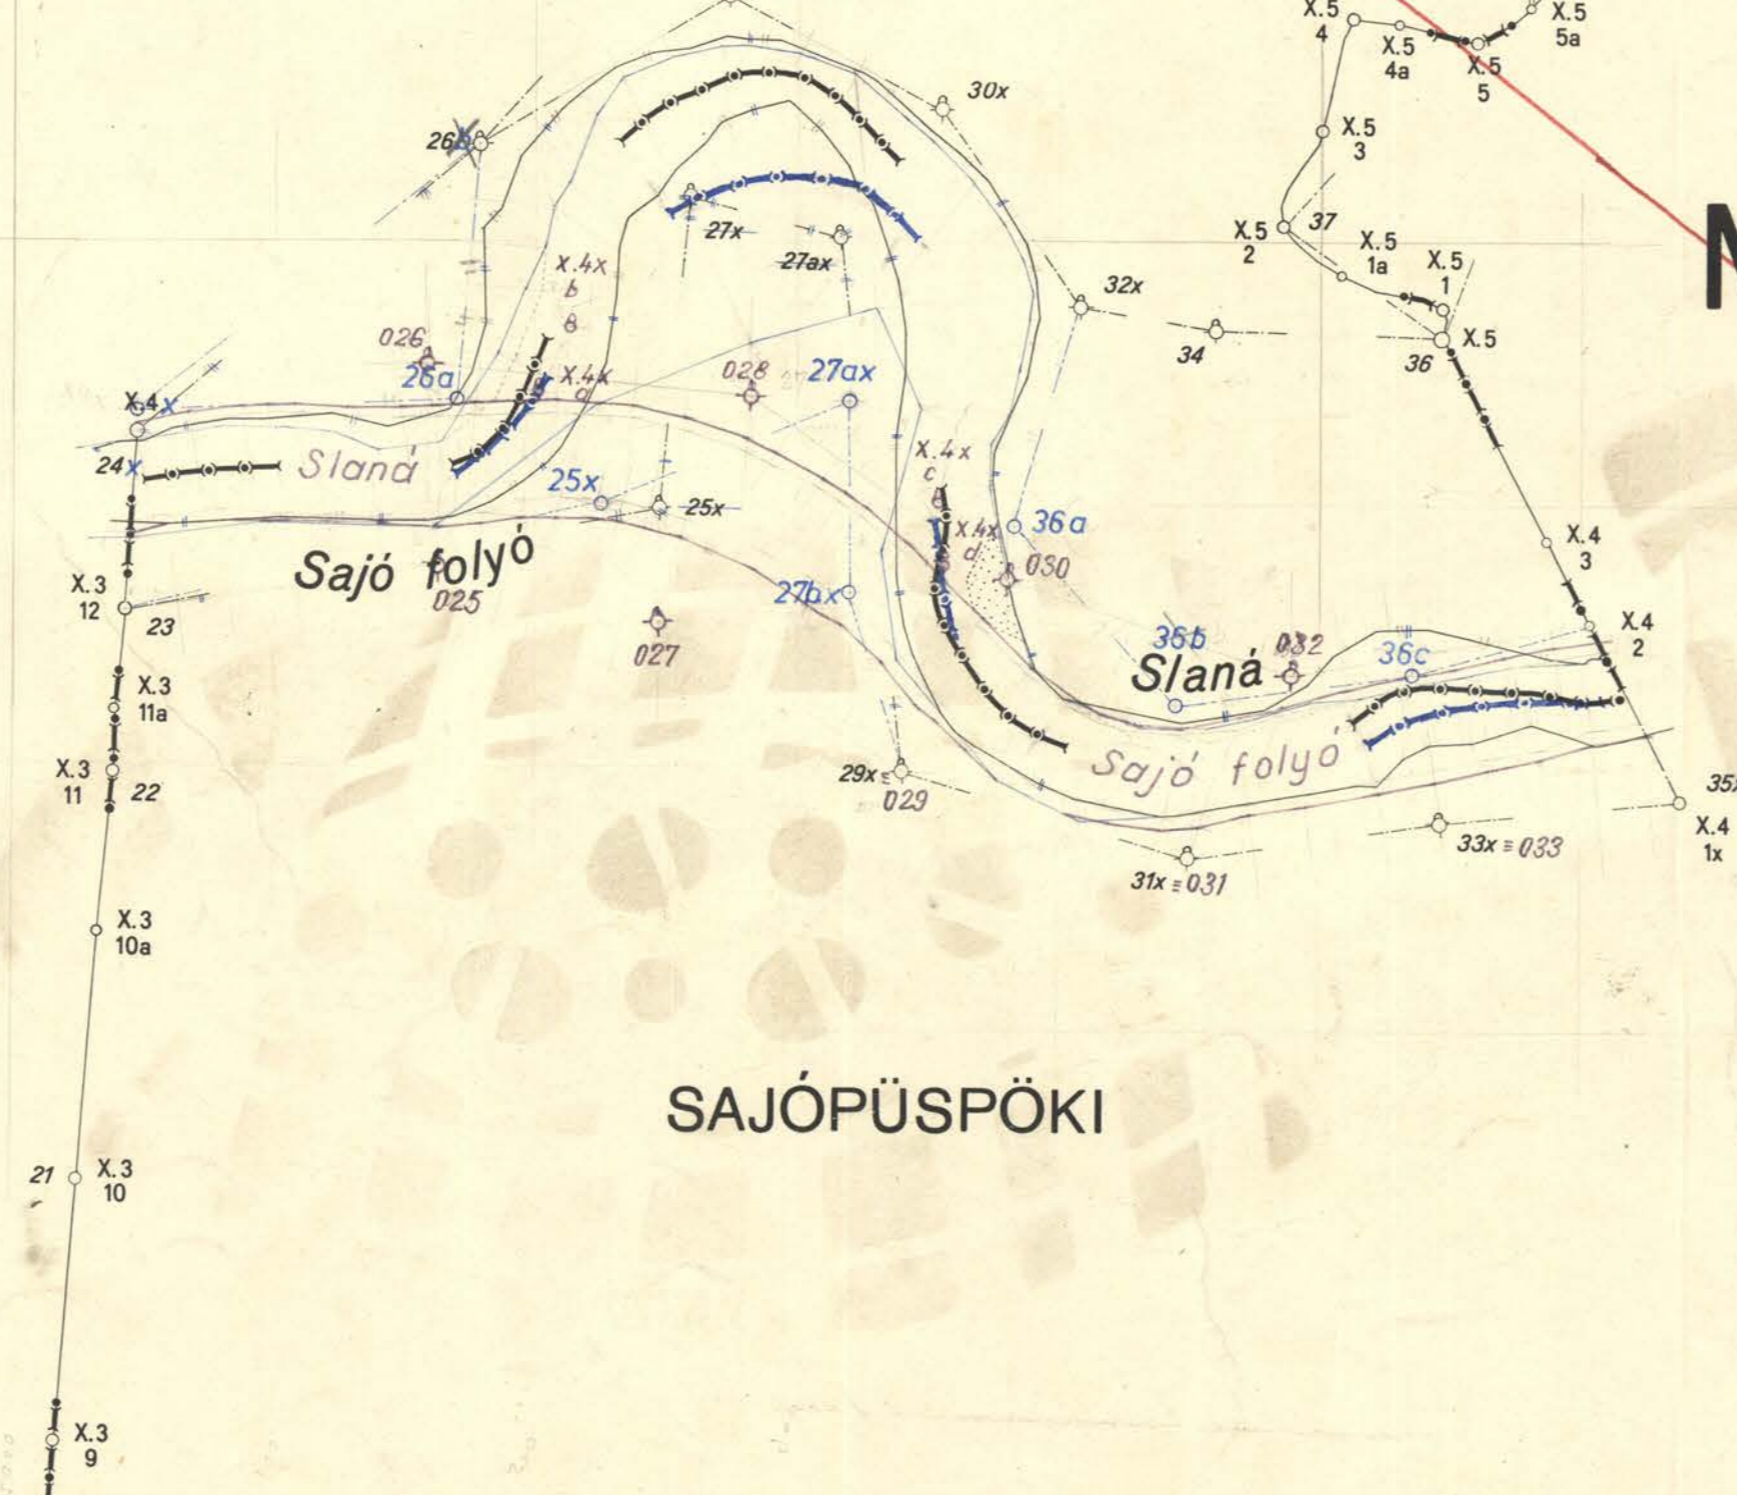 X.5
4
X.5
4a
X.5
5
X.5
5a
30x
26b
X.5
3
27x
27ax
X.5
2
37
X.5
1a
X.5
1
X.4x
b
32x
34
36
X.5
026
26a
X.4x
a
028
27ax
X.4x
24x
Slaná
25x
25x
X.4x
c
X.4x
d
36a
030
Sajó folyó
025
X.3
12
23
27bx
027
X.4
3
X.4
2
36b
Slaná
032
36c
X.3
11a
X.3
11
22
29x ≡
029
Sajó folyó
35x
X.4
1x
33x ≡ 033
31x ≡ 031
X.3
10a
SAJÓPÜSPÖKI
21
X.3
10
X.3
9